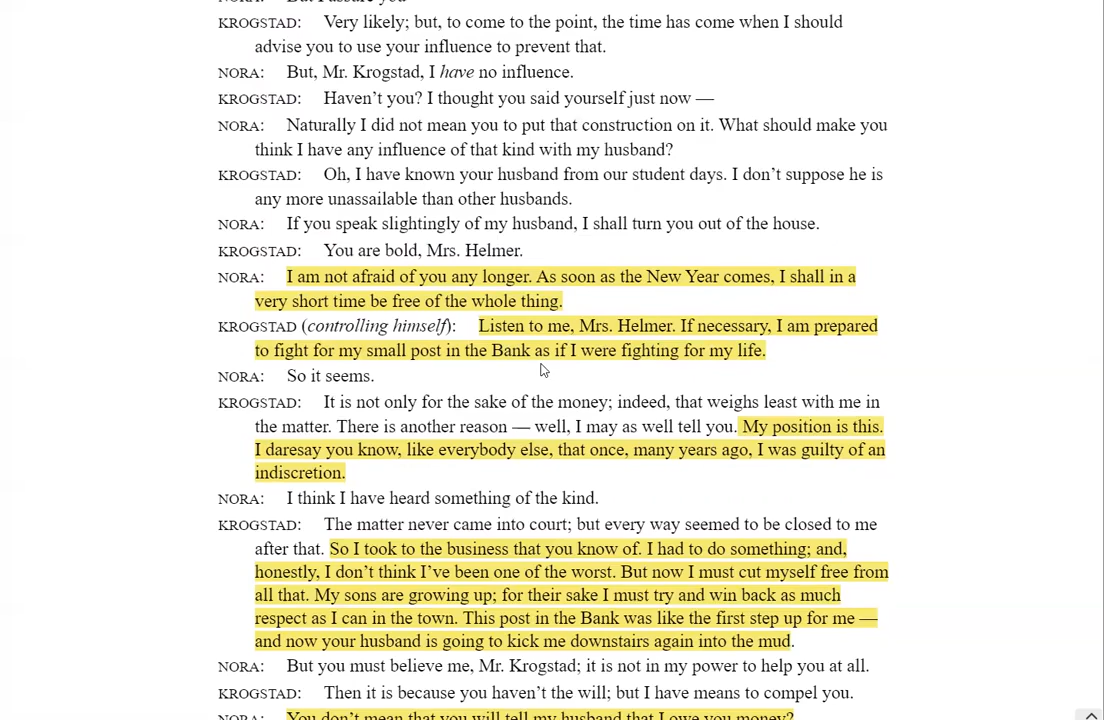 NORA: But I assure you
KROGSTAD: Very likely; but, to come to the point, the time has come when I should
advise you to use your influence to prevent that.
NORA: But, Mr. Krogstad, I have no influence.
KROGSTAD: Haven’t you? I thought you said yourself just now —
NORA: Naturally I did not mean you to put that construction on it. What should make you
think I have any influence of that kind with my husband?
KROGSTAD: Oh, I have known your husband from our student days. I don’t suppose he is
any more unassailable than other husbands.
NORA: If you speak slightingly of my husband, I shall turn you out of the house.
KROGSTAD: You are bold, Mrs. Helmer.
NORA: I am not afraid of you any longer. As soon as the New Year comes, I shall in a
very short time be free of the whole thing.
KROGSTAD (controlling himself): Listen to me, Mrs. Helmer. If necessary, I am prepared
to fight for my small post in the Bank as if I were fighting for my life.
NORA: So it seems.
KROGSTAD: It is not only for the sake of the money; indeed, that weighs least with me in
the matter. There is another reason — well, I may as well tell you. My position is this.
I daresay you know, like everybody else, that once, many years ago, I was guilty of an
indiscretion.
NORA: I think I have heard something of the kind.
KROGSTAD: The matter never came into court; but every way seemed to be closed to me
after that. So I took to the business that you know of. I had to do something; and,
honestly, I don’t think I’ve been one of the worst. But now I must cut myself free from
all that. My sons are growing up; for their sake I must try and win back as much
respect as I can in the town. This post in the Bank was like the first step up for me —
and now your husband is going to kick me downstairs again into the mud.
NORA: But you must believe me, Mr. Krogstad; it is not in my power to help you at all.
KROGSTAD: Then it is because you haven’t the will; but I have means to compel you.
NORA: You don’t mean that you will tell my husband that I owe you money?